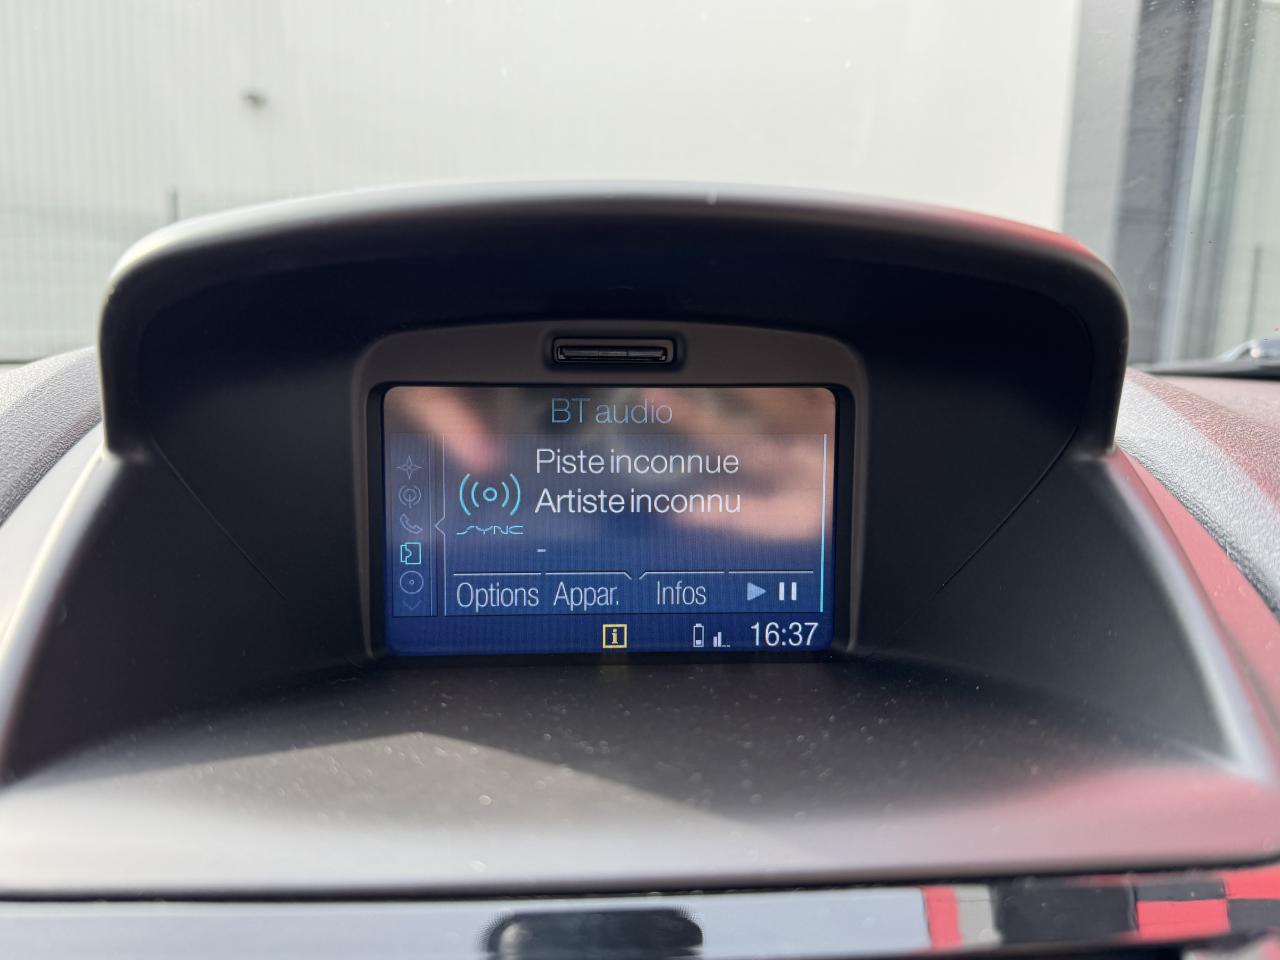 BT audio
Piste inconnue
Artiste inconnu
SYNC
-
Options Appar. Infos
16:37